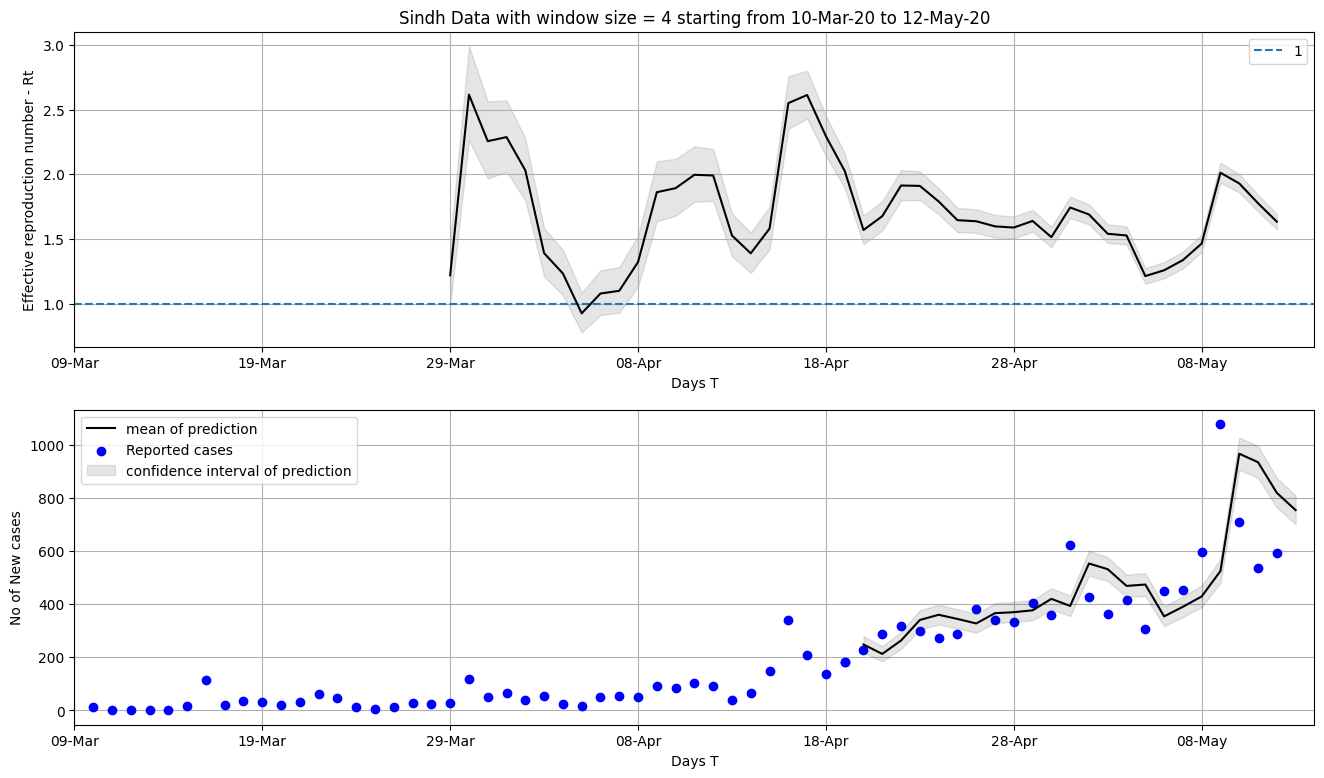 Sindh Data with window size = 4 starting from 10-Mar-20 to 12-May-20
Effective reproduction number - Rt
3.0
2.5
2.0
1.5
1.0
1
09-Mar 19-Mar 29-Mar 08-Apr 18-Apr 28-Apr 08-May
Days T
No of New cases
1000
800
600
400
200
0
mean of prediction
Reported cases
confidence interval of prediction
09-Mar 19-Mar 29-Mar 08-Apr 18-Apr 28-Apr 08-May
Days T